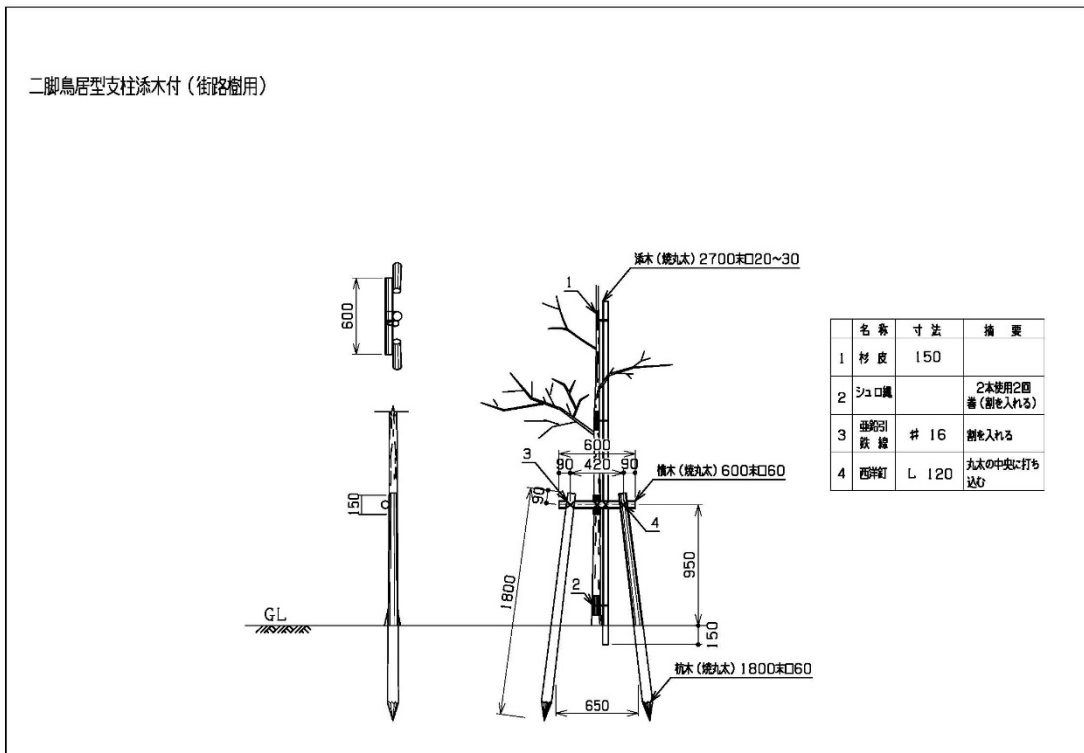 二脚鳥居型支柱添木付(街路樹用)
添木(焼丸太)2700末口20~30
1
600
600
90 420 90
3
横木(焼丸太)600末口60
90
4
150
950
1800
2
GL
150
杭木(焼丸太)1800末口60
650
名称 寸法 摘要
1 杉皮 150
2 シュロ縄 2本使用2回
巻(割を入れる)
3 亜鉛引
鉄線 # 16 割を入れる
4 西洋釘 L 120 丸太の中央に打ち
込む